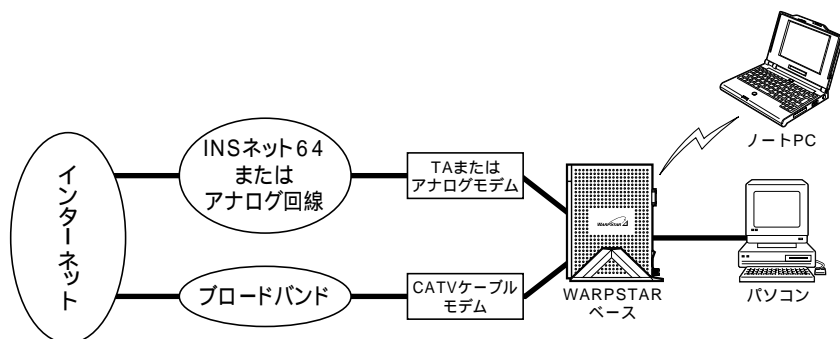 インターネット
INSネット64
または
アナログ回線
TAまたは
アナログモデム
ブロードバンド
CATVケーブル
モデム
WARPSTAR
WARPSTAR
ベース
ノートPC
パソコン